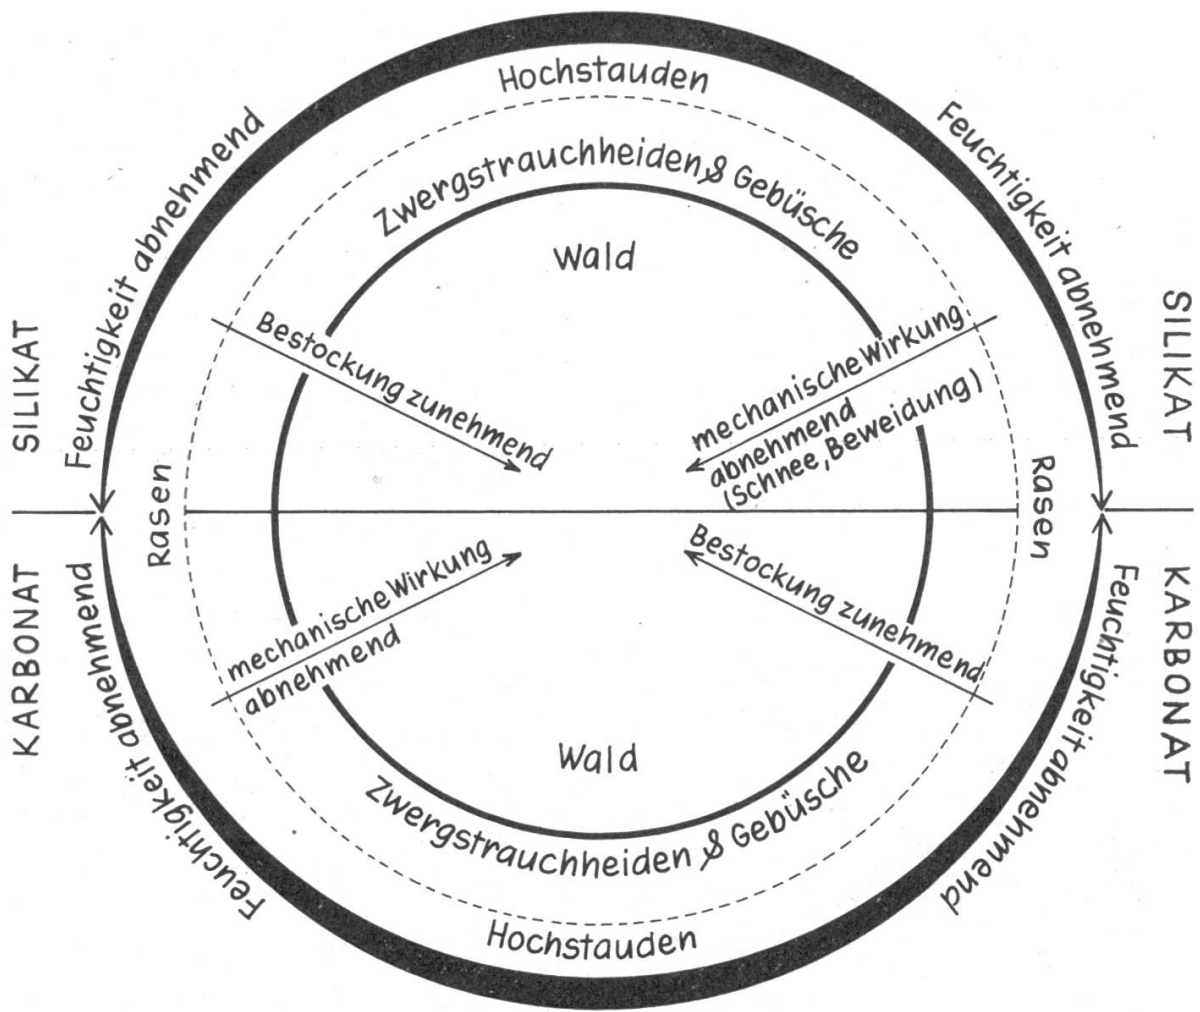 Hochstauden
Zwergstrauchheiden & Gebüsche
Wald
Feuchtigkeit abnehmend
Feuchtigkeit abnehmend
SILIKAT
SILIKAT
Bestockung zunehmend
mechanische Wirkung
abnehmend
(Schnee, Beweidung)
Rasen
Rasen
KARBONAT
KARBONAT
mechanische Wirkung
abnehmend
Bestockung zunehmend
Feuchtigkeit abnehmend
Feuchtigkeit abnehmend
Wald
Zwergstrauchheiden & Gebüsche
Hochstauden